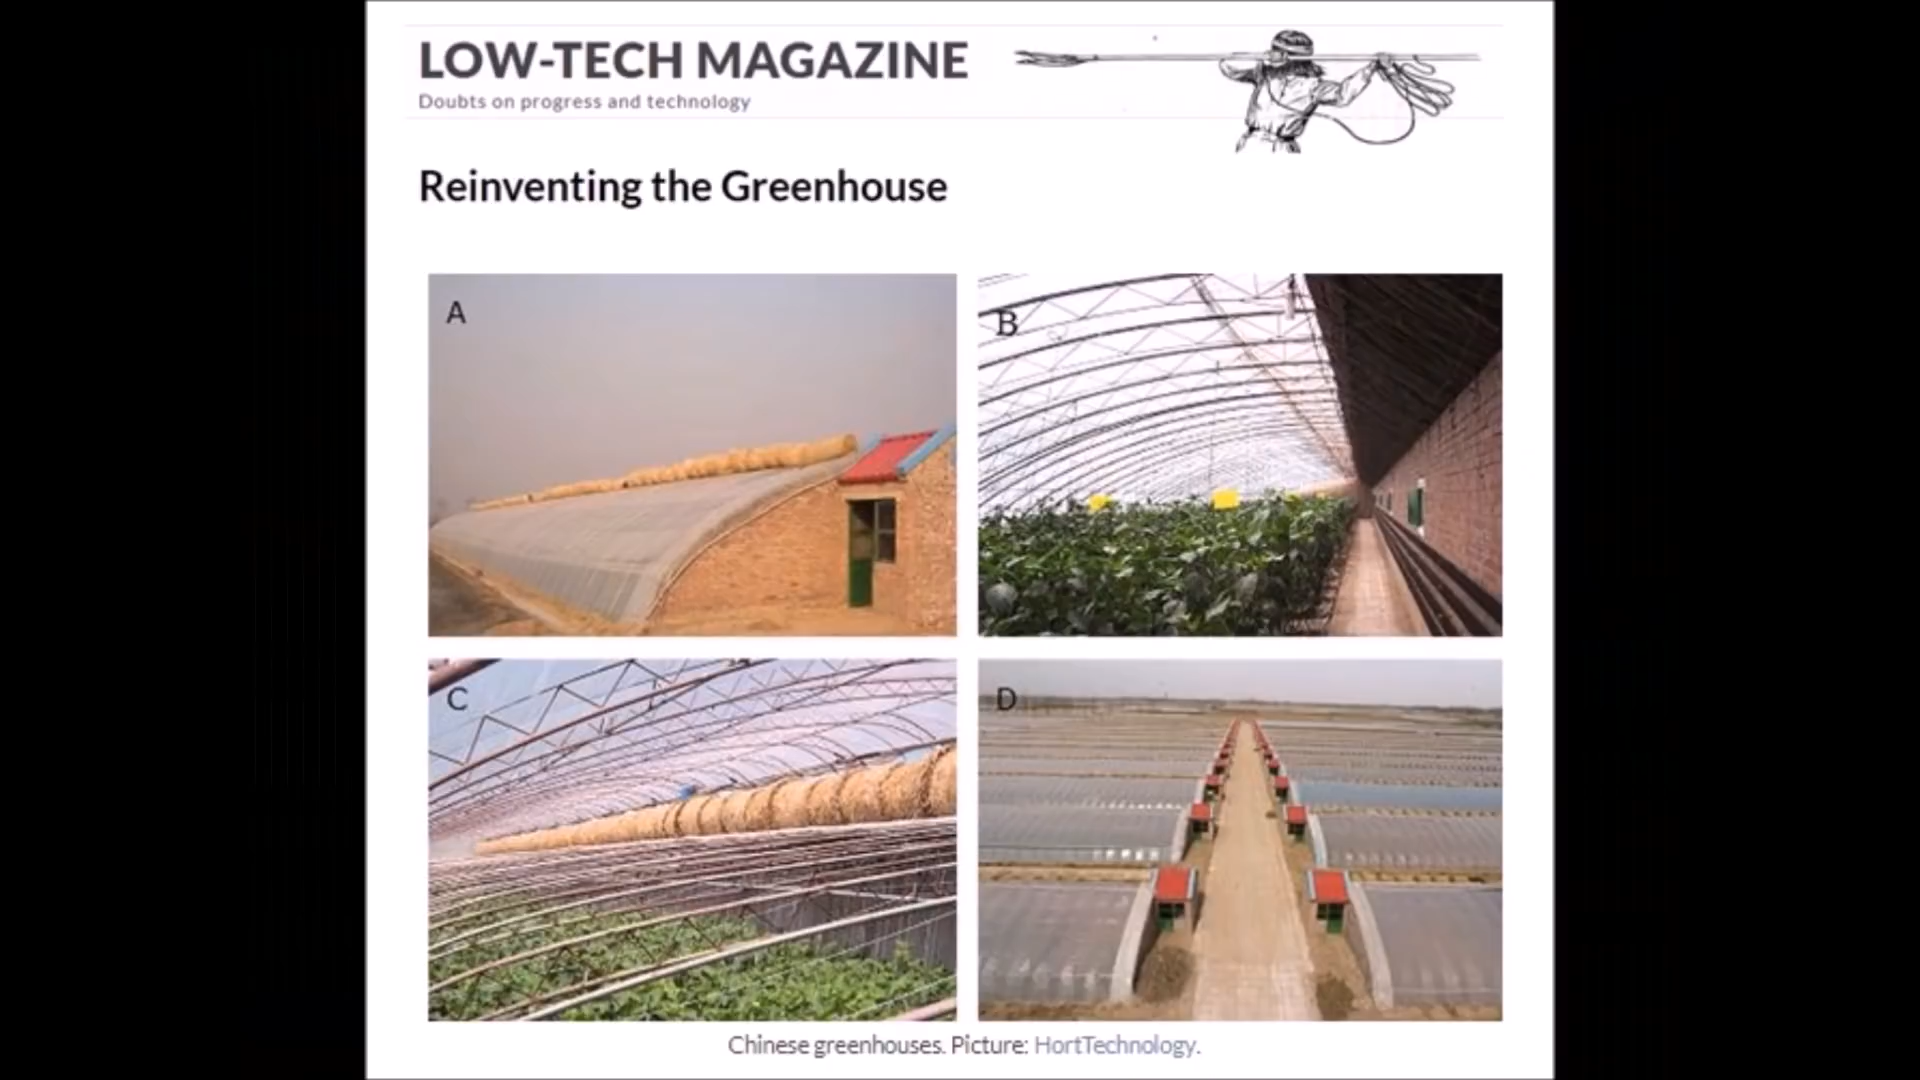 LOW-TECH MAGAZINE
Doubts on progress and technology
Reinventing the Greenhouse
A
B
C
D
Chinese greenhouses. Picture: HortTechnology.